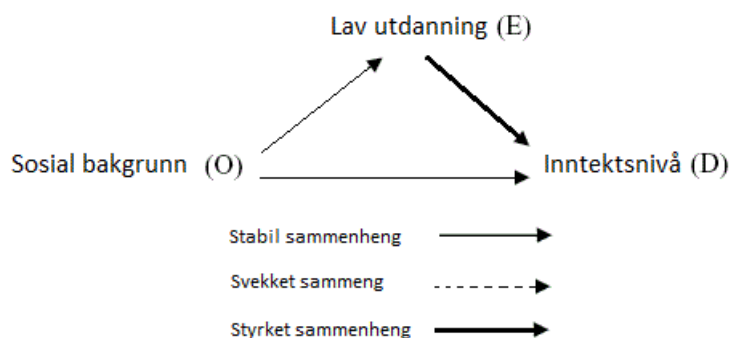 Lav utdanning (E)
Sosial bakgrunn (O)
Inntektsnivå (D)
Stabil sammenheng
Svekket sammeng
Styrket sammenheng